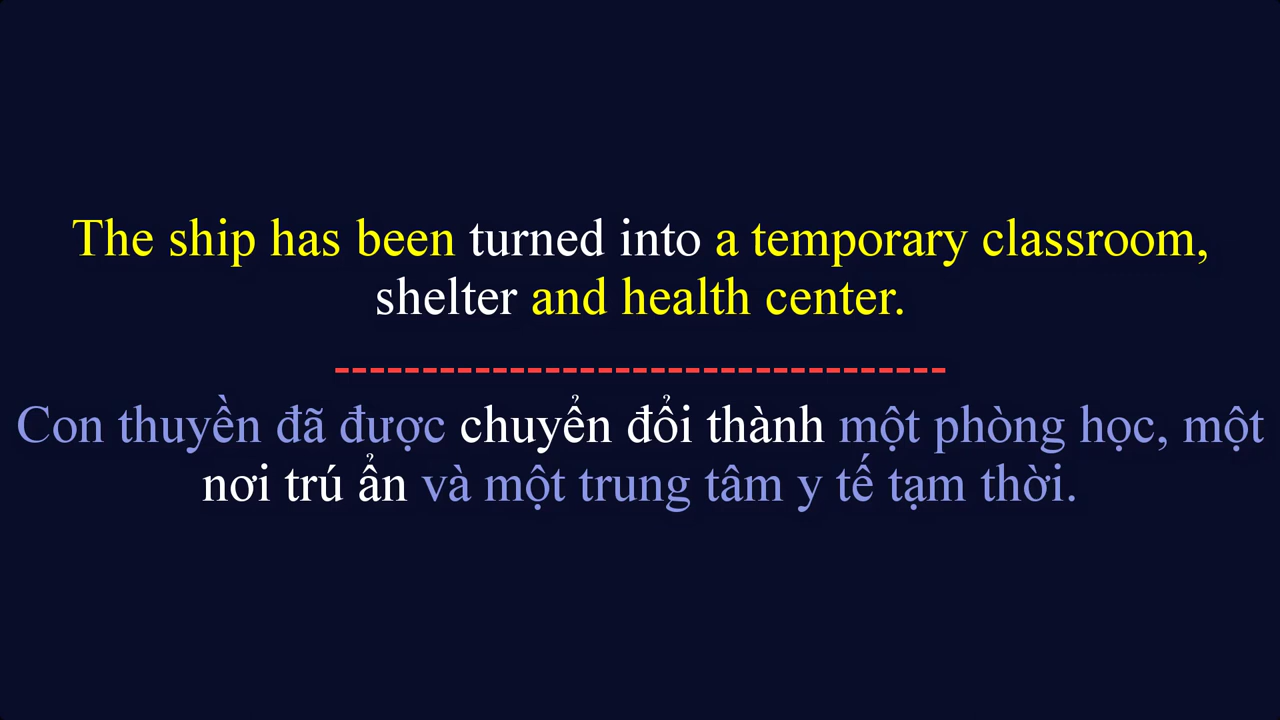 The ship has been turned into a temporary classroom,
shelter and health center.
-----------------------------------
Con thuyền đã được chuyển đổi thành một phòng học, một
nơi trú ẩn và một trung tâm y tế tạm thời.